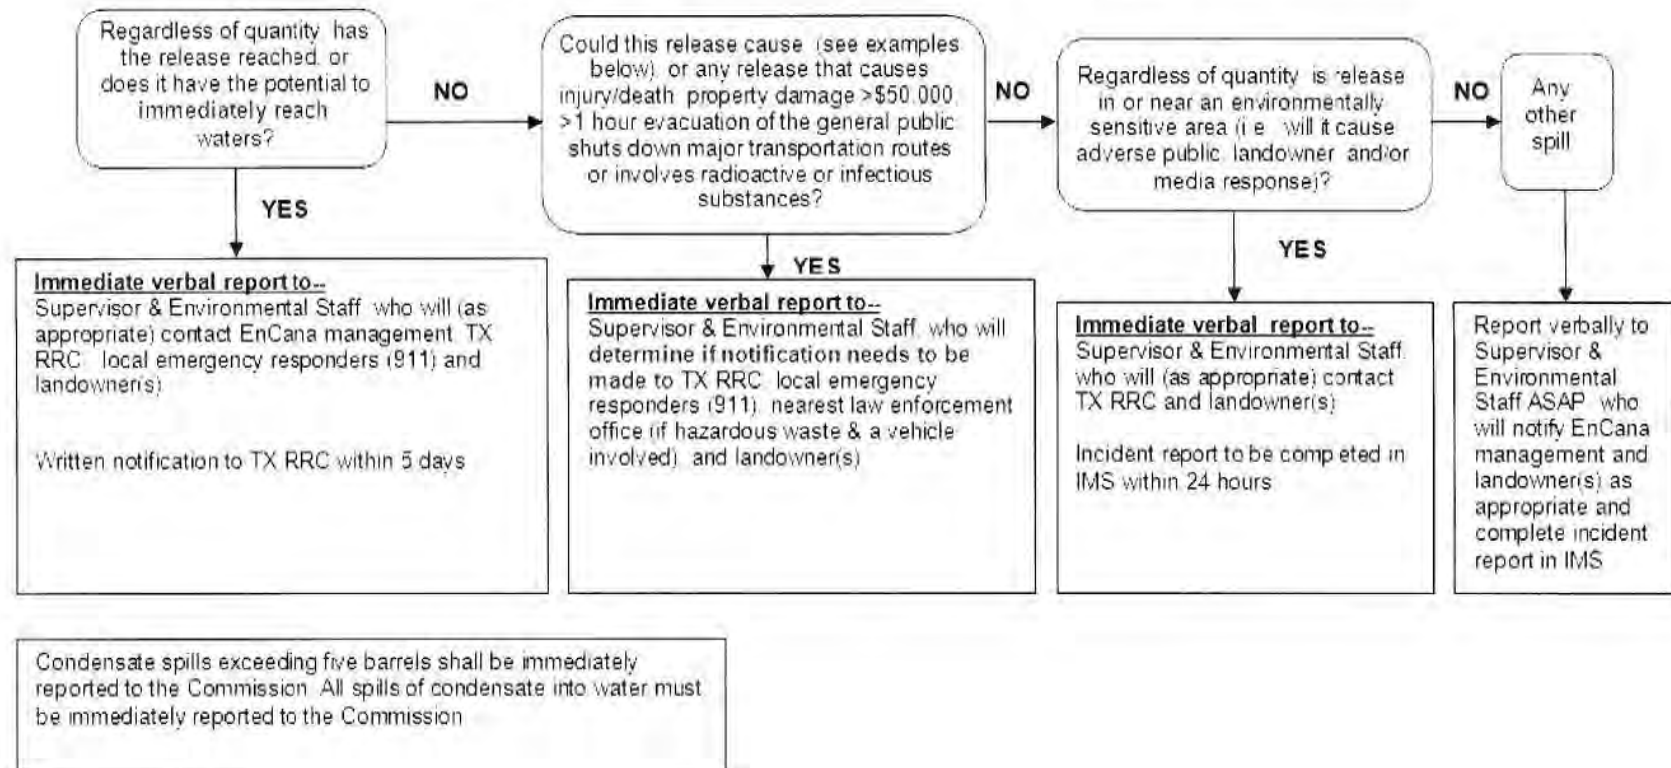 Regardless of quantity has
the release reached, or
does it have the potential to
immediately reach
waters?
NO
Could this release cause (see examples
below) or any release that causes
injury/death property damage >$50,000
>1 hour evacuation of the general public
shuts down major transportation routes
or involves radioactive or infectious
substances?
NO
Regardless of quantity is release
in or near an environmentally
sensitive area (i.e. will it cause
adverse public, landowner and/or
media response)?
NO
Any
other
spill
YES
YES
YES
Immediate verbal report to--
Supervisor & Environmental Staff who will (as
appropriate) contact EnCana management TX
RRC local emergency responders (911) and
landowner(s)
Written notification to TX RRC within 5 days
Immediate verbal report to--
Supervisor & Environmental Staff who will
determine if notification needs to be
made to TX RRC local emergency
responders (911) nearest law enforcement
office (if hazardous waste & a vehicle
involved) and landowner(s)
Immediate verbal report to--
Supervisor & Environmental Staff
who will (as appropriate) contact
TX RRC and landowner(s)
Incident report to be completed in
IMS within 24 hours
Report verbally to
Supervisor &
Environmental
Staff ASAP who
will notify EnCana
management and
landowner(s) as
appropriate and
complete incident
report in IMS
Condensate spills exceeding five barrels shall be immediately
reported to the Commission All spills of condensate into water must
be immediately reported to the Commission